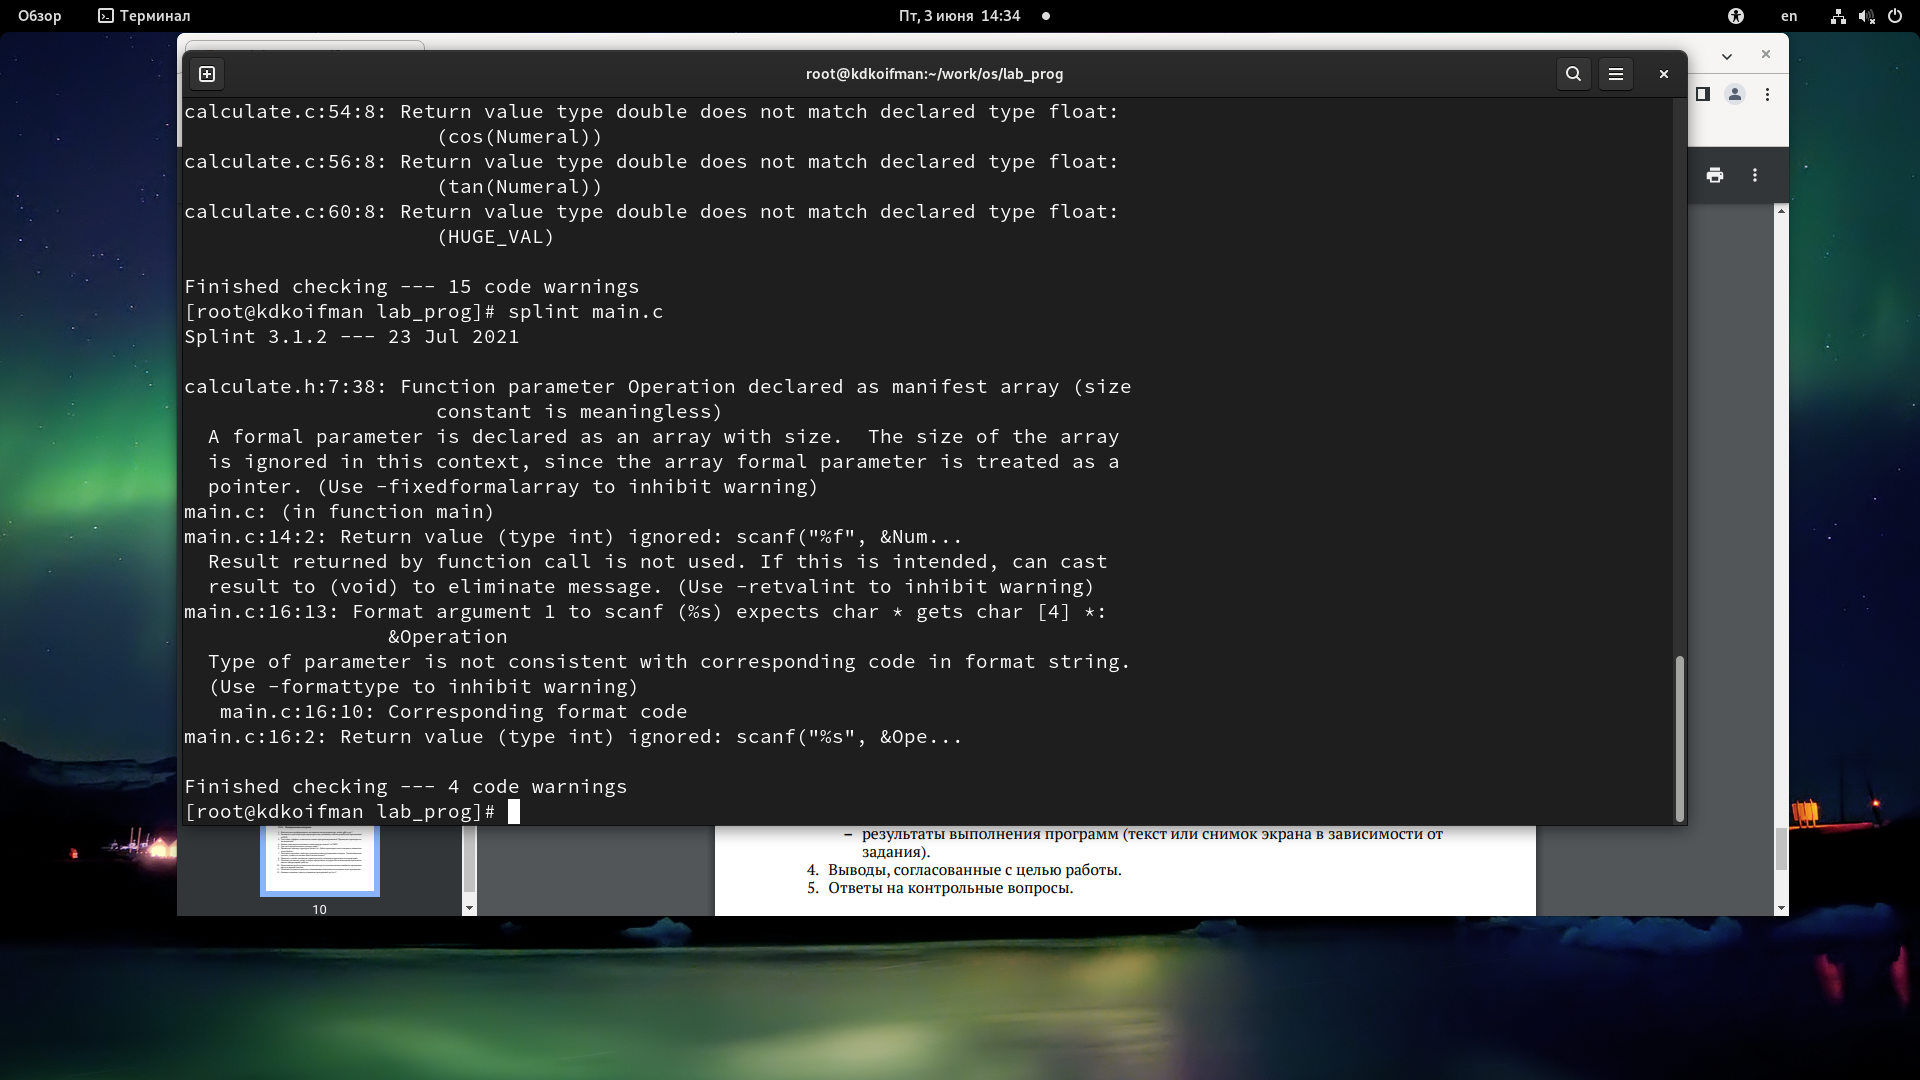 Обзор
Терминал
Пт, 3 июня 14:34
en
root@kdkoifman:~/work/os/lab_prog
calculate.c:54:8: Return value type double does not match declared type float:
(cos(Numeral))
calculate.c:56:8: Return value type double does not match declared type float:
(tan(Numeral))
calculate.c:60:8: Return value type double does not match declared type float:
(HUGE_VAL)
Finished checking --- 15 code warnings
[root@kdkoifman lab_prog]# splint main.c
Splint 3.1.2 --- 23 Jul 2021
calculate.h:7:38: Function parameter Operation declared as manifest array (size
constant is meaningless)
A formal parameter is declared as an array with size.  The size of the array
is ignored in this context, since the array formal parameter is treated as a
pointer. (Use -fixedformalarray to inhibit warning)
main.c: (in function main)
main.c:14:2: Return value (type int) ignored: scanf("%f", &Num...
Result returned by function call is not used. If this is intended, can cast
result to (void) to eliminate message. (Use -retvalint to inhibit warning)
main.c:16:13: Format argument 1 to scanf (%s) expects char * gets char [4] *:
&Operation
Type of parameter is not consistent with corresponding code in format string.
(Use -formattype to inhibit warning)
main.c:16:10: Corresponding format code
main.c:16:2: Return value (type int) ignored: scanf("%s", &Ope...
Finished checking --- 4 code warnings
[root@kdkoifman lab_prog]#
– результаты выполнения программ (текст или снимок экрана в зависимости от
задания).
4. Выводы, согласованные с целью работы.
5. Ответы на контрольные вопросы.
10